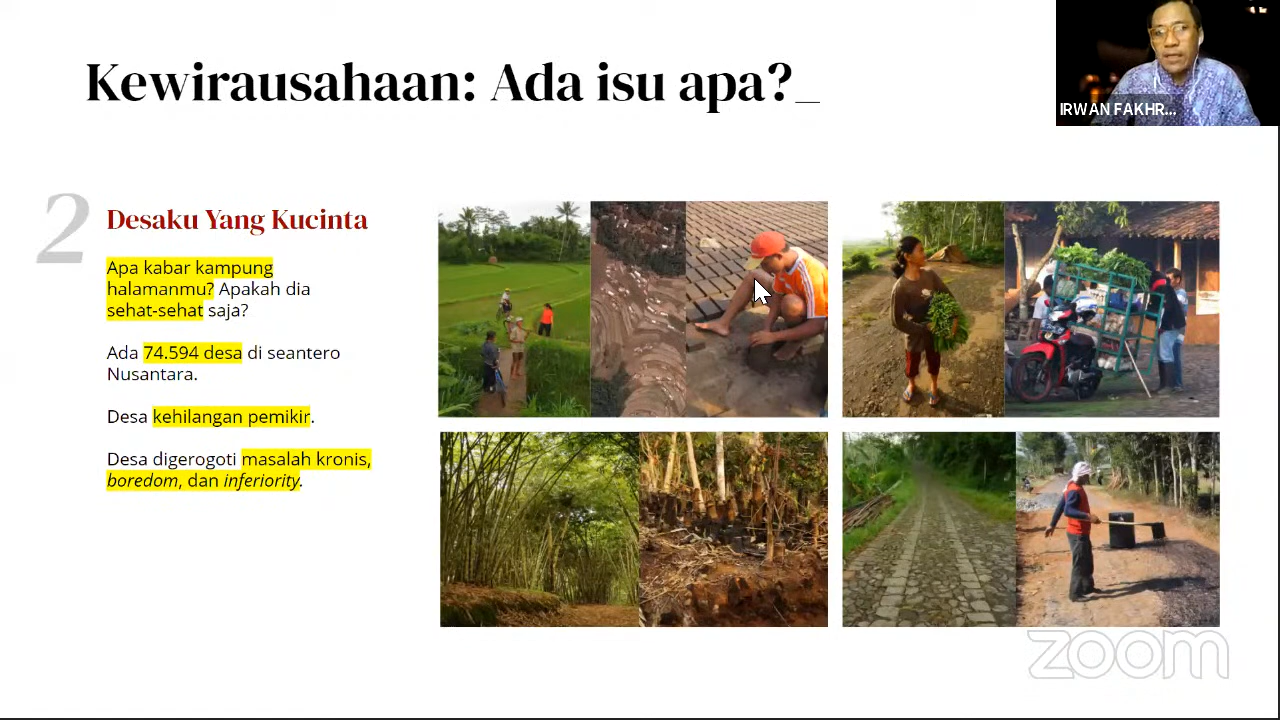 Kewirausahaan: Ada isu apa?_
IRWAN FAKHR...
2
Desaku Yang Kucinta
Apa kabar kampung
halamanmu? Apakah dia
sehat-sehat saja?
Ada 74.594 desa di seantero
Nusantara.
Desa kehilangan pemikir.
Desa digerogoti masalah kronis,
boredom, dan inferiority.
zoom